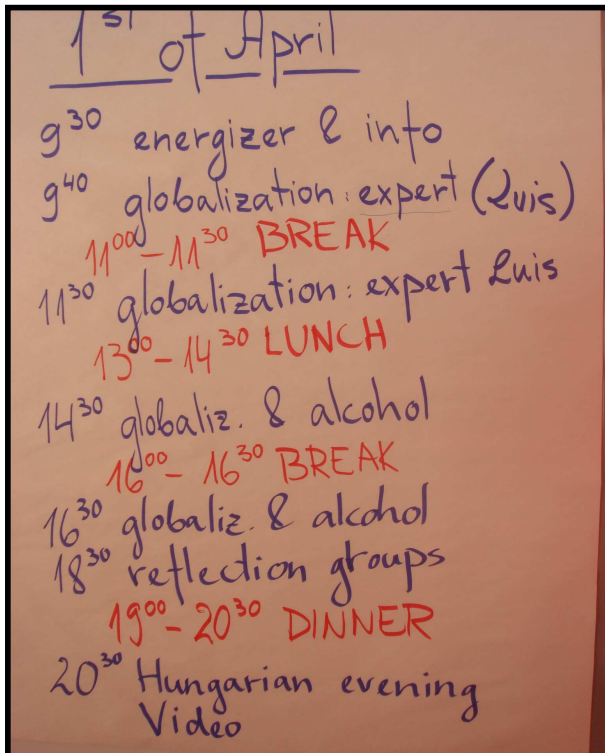 1st of April
9³⁰ energizer & info
9⁴⁰ globalization: expert (Luis)
11⁰⁰ - 11³⁰ BREAK
11³⁰ globalization: expert Luis
13⁰⁰ - 14³⁰ LUNCH
14³⁰ globaliz. & alcohol
16⁰⁰ - 16³⁰ BREAK
16³⁰ globaliz. & alcohol
18³⁰ reflection groups
19⁰⁰ - 20³⁰ DINNER
20³⁰ Hungarian evening
Video